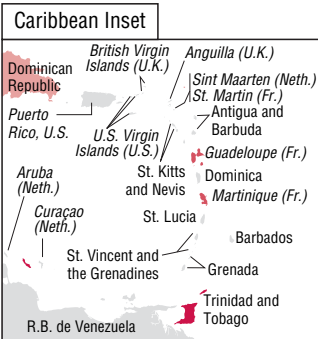 Caribbean Inset
British Virgin
Islands (U.K.)
Anguilla (U.K.)
Dominican
Republic
Sint Maarten (Neth.)
St. Martin (Fr.)
Puerto
Rico, U.S.
Antigua and
Barbuda
U.S. Virgin
Islands (U.S.)
Guadeloupe (Fr.)
St. Kitts
and Nevis
Dominica
Aruba
(Neth.)
Martinique (Fr.)
Curaçao
(Neth.)
St. Lucia
Barbados
St. Vincent and
the Grenadines
Grenada
Trinidad and
Tobago
R.B. de Venezuela